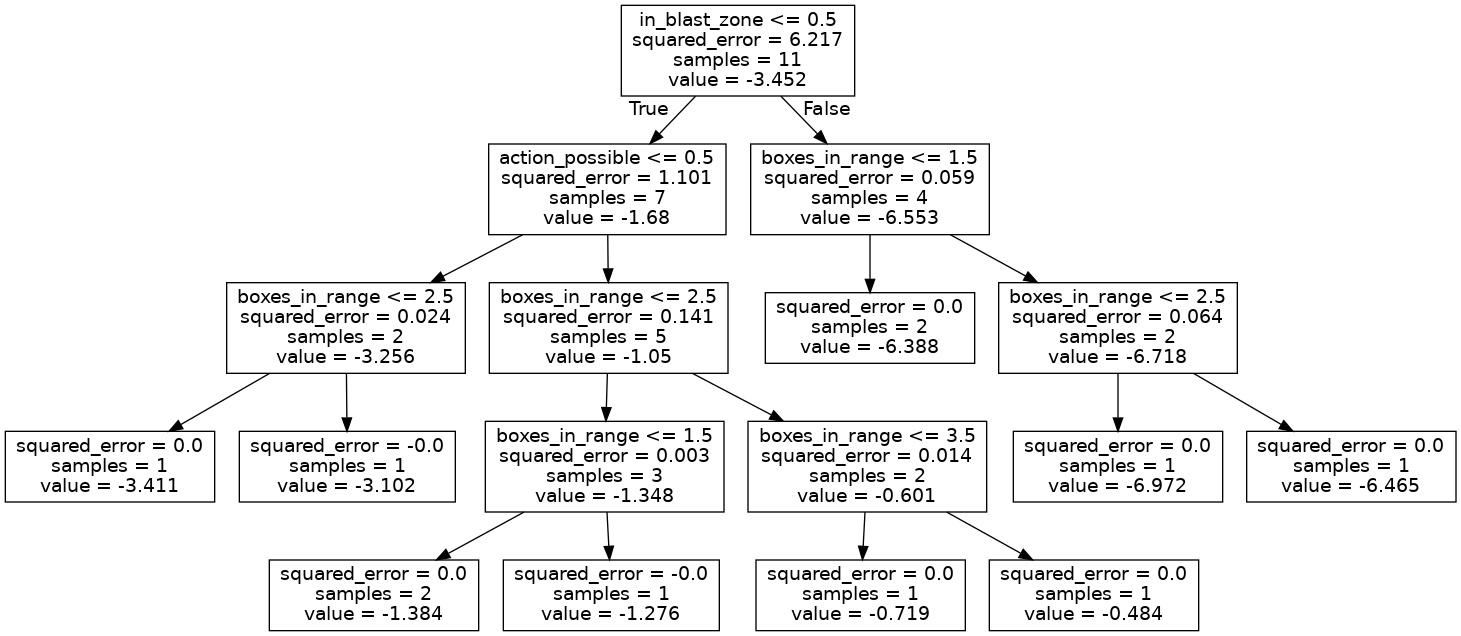 in_blast_zone <= 0.5
squared_error = 6.217
samples = 11
value = -3.452
True
False
action_possible <= 0.5
squared_error = 1.101
samples = 7
value = -1.68
boxes_in_range <= 1.5
squared_error = 0.059
samples = 4
value = -6.553
boxes_in_range <= 2.5
squared_error = 0.024
samples = 2
value = -3.256
boxes_in_range <= 2.5
squared_error = 0.141
samples = 5
value = -1.05
squared_error = 0.0
samples = 2
value = -6.388
boxes_in_range <= 2.5
squared_error = 0.064
samples = 2
value = -6.718
squared_error = 0.0
samples = 1
value = -3.411
squared_error = -0.0
samples = 1
value = -3.102
boxes_in_range <= 1.5
squared_error = 0.003
samples = 3
value = -1.348
boxes_in_range <= 3.5
squared_error = 0.014
samples = 2
value = -0.601
squared_error = 0.0
samples = 1
value = -6.972
squared_error = 0.0
samples = 1
value = -6.465
squared_error = 0.0
samples = 2
value = -1.384
squared_error = -0.0
samples = 1
value = -1.276
squared_error = 0.0
samples = 1
value = -0.719
squared_error = 0.0
samples = 1
value = -0.484